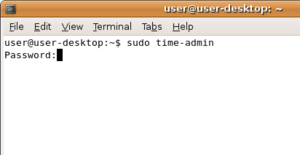 user@user-desktop: ~
File Edit View Terminal Tabs Help
user@user-desktop:~$ sudo time-admin
Password: